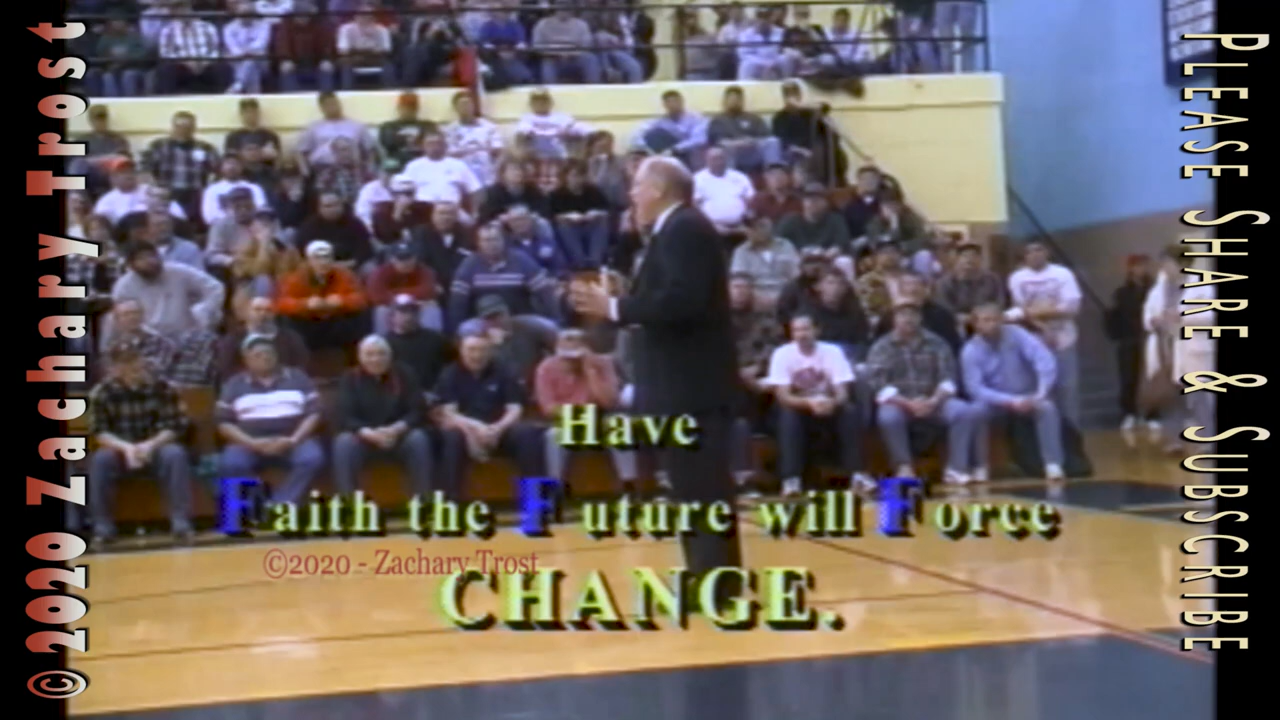 © 2020 Zachary Trost
Have
Faith the Future will Force
©2020 - Zachary Trost
CHANGE.
PLEASE SHARE & SUBSCRIBE